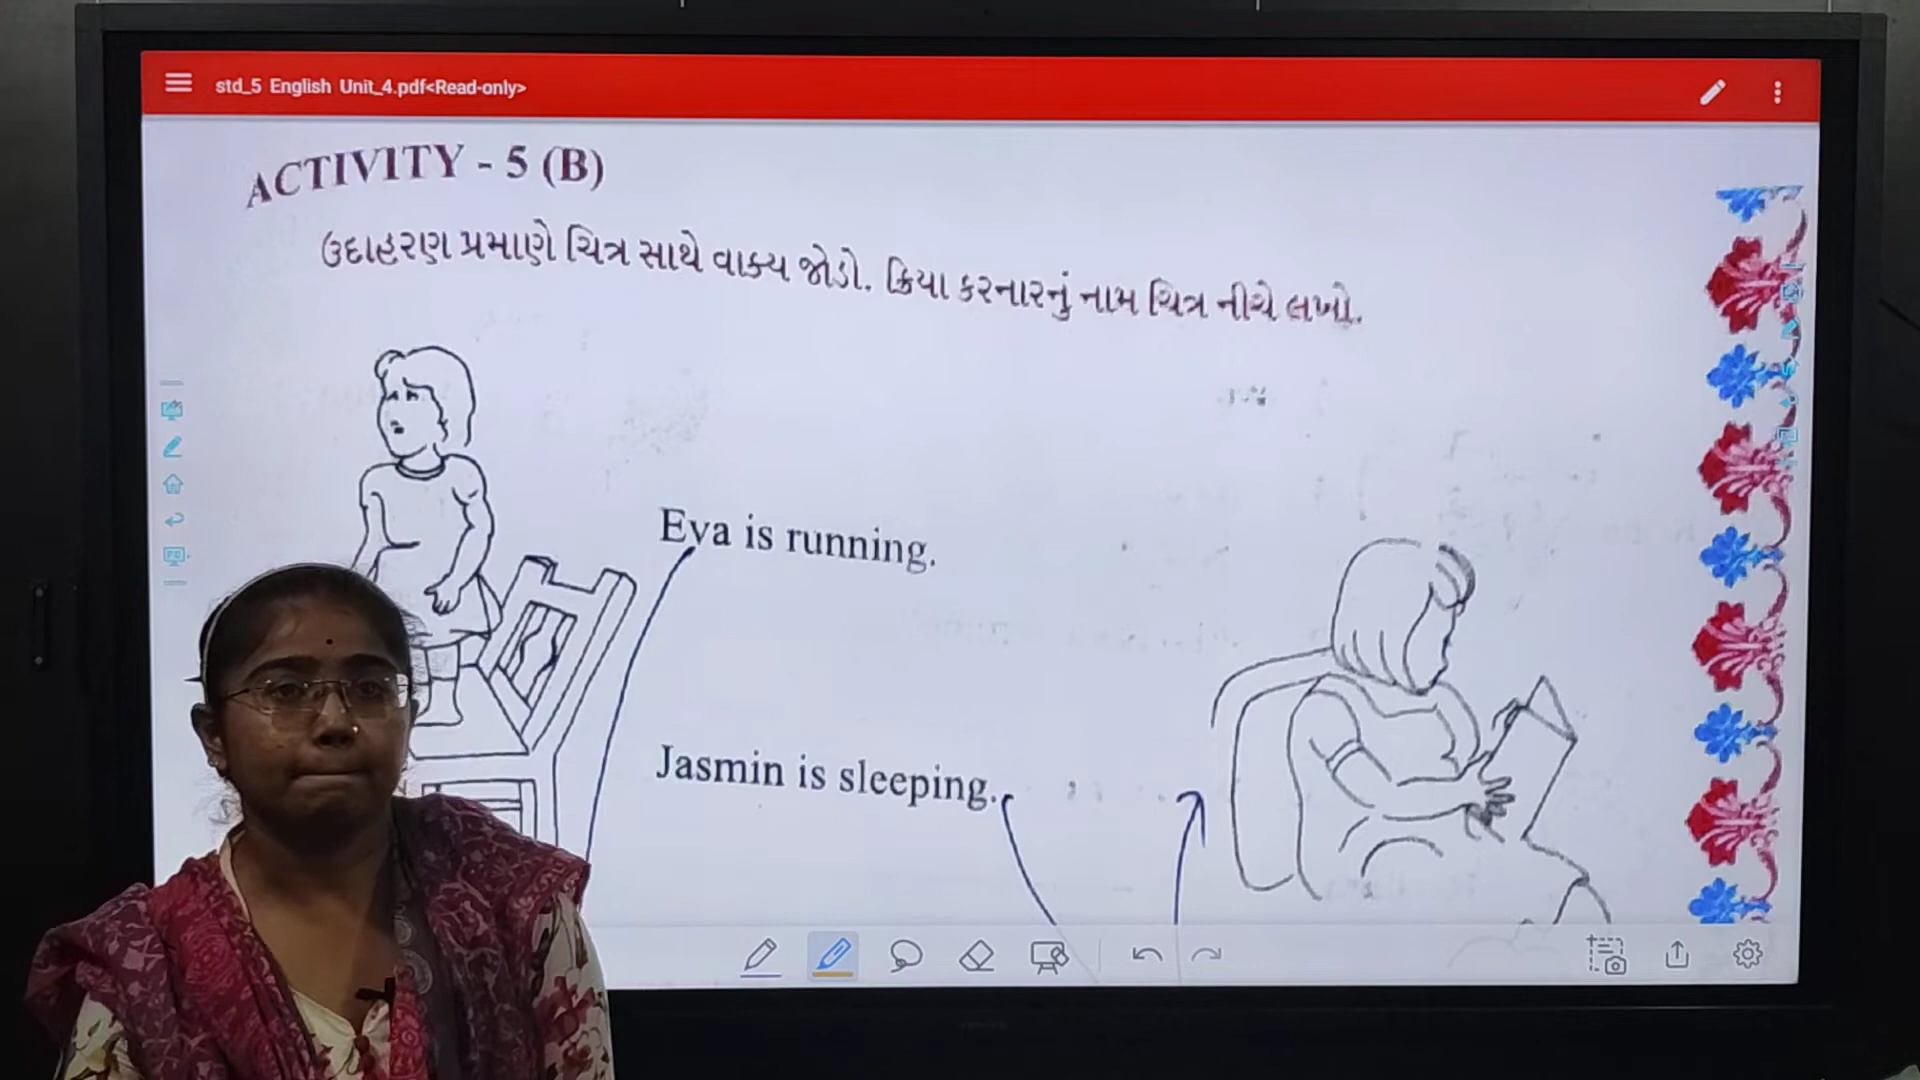 std_5 English Unit_4.pdf<Read-only>
ACTIVITY - 5 (B)
ઉદાહરણ પ્રમાણે ચિત્ર સાથે વાક્ય જોડો. ક્રિયા કરનારનું નામ ચિત્ર નીચે લખો.
Eva is running.
Jasmin is sleeping.